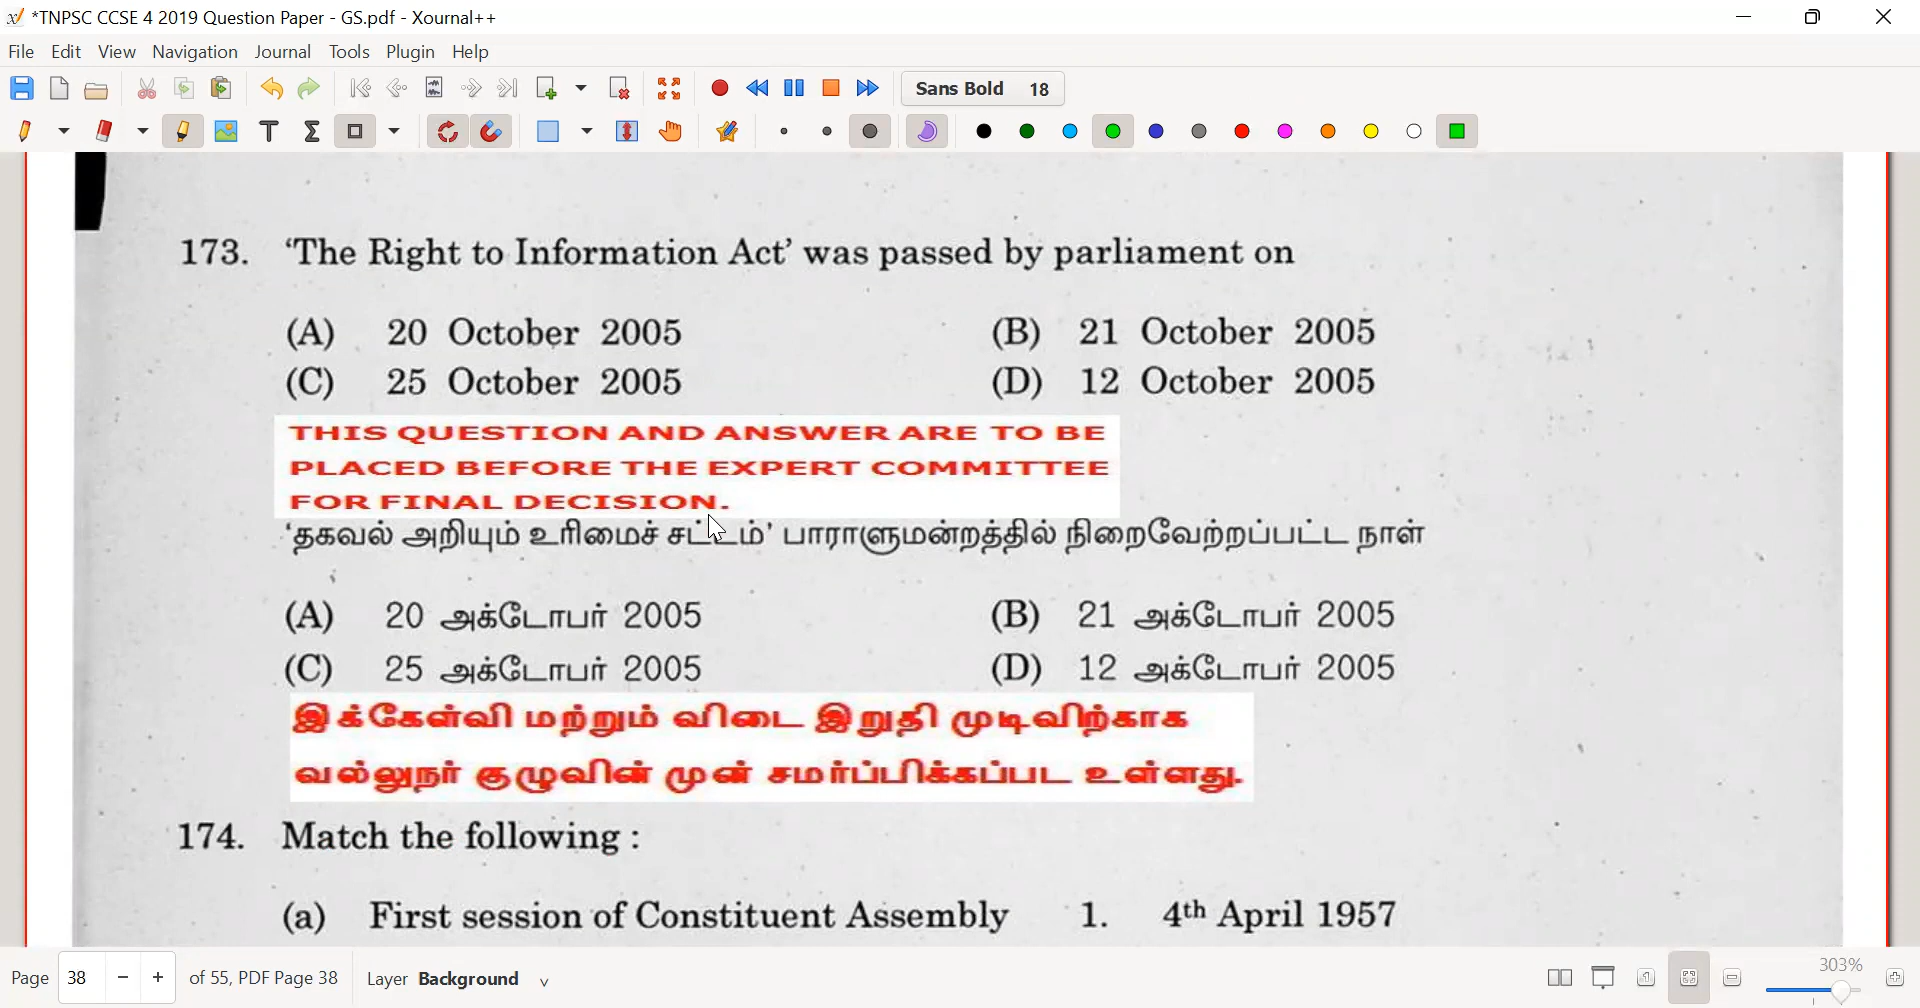 *TNPSC CCSE 4 2019 Question Paper - GS.pdf - Xournal++
File Edit View Navigation Journal Tools Plugin Help
Sans Bold 18
173. ‘The Right to Information Act’ was passed by parliament on
(A) 20 October 2005 (B) 21 October 2005
(C) 25 October 2005 (D) 12 October 2005
THIS QUESTION AND ANSWER ARE TO BE
PLACED BEFORE THE EXPERT COMMITTEE
FOR FINAL DECISION.
‘தகவல் அறியும் உரிமைச் சட்டம்’ பாராளுமன்றத்தில் நிறைவேற்றப்பட்ட நாள்
(A) 20 அக்டோபர் 2005 (B) 21 அக்டோபர் 2005
(C) 25 அக்டோபர் 2005 (D) 12 அக்டோபர் 2005
இக்கேள்வி மற்றும் விடை இறுதி முடிவிற்காக
வல்லுநர் குழுவின் முன் சமர்ப்பிக்கப்பட உள்ளது.
174. Match the following :
(a) First session of Constituent Assembly 1. 4th April 1957
Page 38 of 55, PDF Page 38 Layer Background 303%